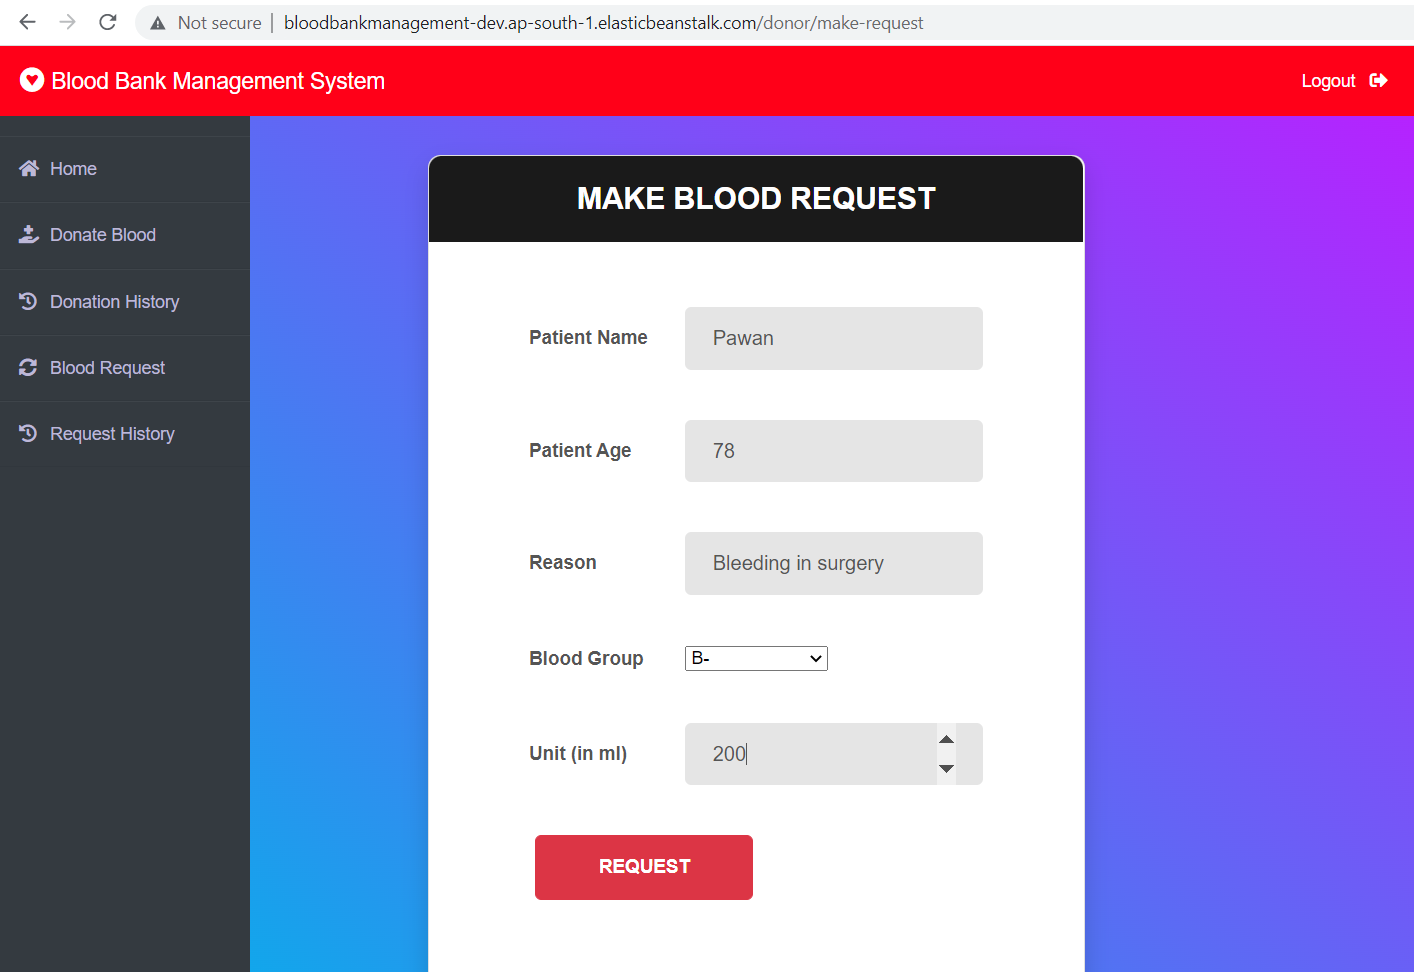 Not secure bloodbankmanagement-dev.ap-south-1.elasticbeanstalk.com/donor/make-request
Blood Bank Management System
Logout
Home
Donate Blood
Donation History
Blood Request
Request History
MAKE BLOOD REQUEST
Patient Name Pawan
Patient Age 78
Reason Bleeding in surgery
Blood Group B-
Unit (in ml) 200
REQUEST